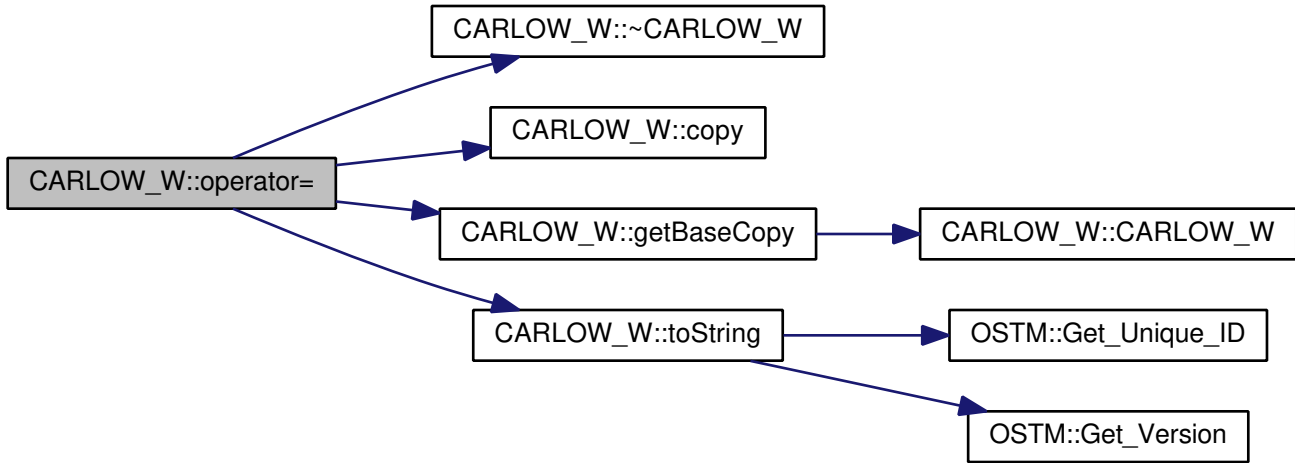 CARLOW_W::~CARLOW_W
CARLOW_W::copy
CARLOW_W::operator=
CARLOW_W::getBaseCopy
CARLOW_W::CARLOW_W
CARLOW_W::toString
OSTM::Get_Unique_ID
OSTM::Get_Version